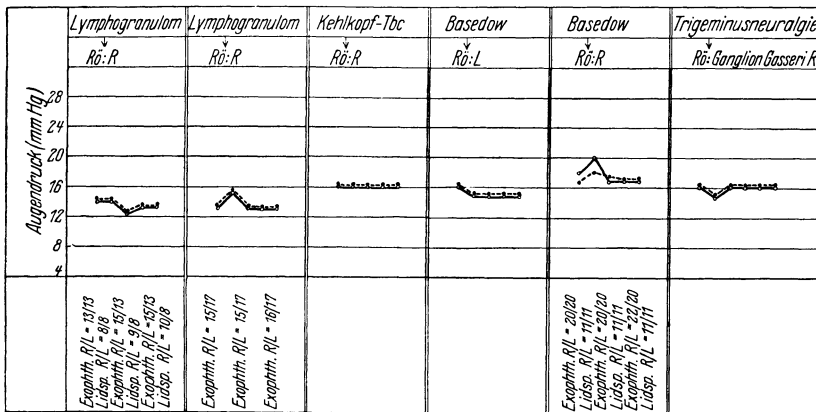 Lymphogranulom
Lymphogranulom
Kehlkopf-Tbc
Basedow
Basedow
Trigeminusneuralgie
Rö:R
Rö:R
Rö:R
Rö:L
Rö:R
Rö:Ganglion Gasseri R
Augendruck (mm Hg)
28
24
20
16
12
8
4
Exophth. R/L = 13/13
Lidsp. R/L = 8/8
Exophth. R/L = 15/13
Lidsp. R/L = 9/8
Exophth. R/L = 15/13
Lidsp. R/L = 10/8
Exophth. R/L = 15/17
Exophth. R/L = 15/17
Exophth. R/L = 16/17
Exophth. R/L = 20/20
Lidsp. R/L = 11/11
Exophth. R/L = 20/20
Lidsp. R/L = 11/11
Exophth. R/L = 22/20
Lidsp. R/L = 11/11